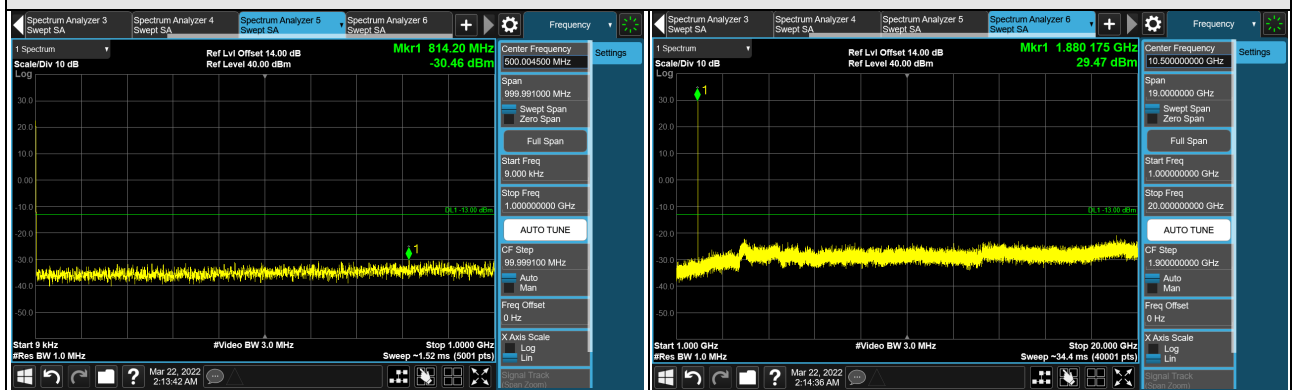 Spectrum Analyzer 3
Swept SA
Spectrum Analyzer 4
Swept SA
Spectrum Analyzer 5
Swept SA
Spectrum Analyzer 6
Swept SA
Frequency
1 Spectrum
Scale/Div 10 dB
Log
Ref Lvl Offset 14.00 dB
Ref Level 40.00 dBm
Mkr1 814.20 MHz
-30.46 dBm
30.0
20.0
10.0
0.00
-10.0
-20.0
-30.0
-40.0
-50.0
DL1 -13.00 dBm
1
Start 9 kHz
#Res BW 1.0 MHz
#Video BW 3.0 MHz
Stop 1.0000 GHz
Sweep ~1.52 ms (5001 pts)
Center Frequency
500.004500 MHz
Span
999.991000 MHz
Swept Span
Zero Span
Full Span
Start Freq
9.000 kHz
Stop Freq
1.000000000 GHz
AUTO TUNE
CF Step
99.999100 MHz
Auto
Man
Freq Offset
0 Hz
X Axis Scale
Log
Lin
Signal Track
(Span Zoom)
Settings
?
Mar 22, 2022
2:13:42 AM
Spectrum Analyzer 3
Swept SA
Spectrum Analyzer 4
Swept SA
Spectrum Analyzer 5
Swept SA
Spectrum Analyzer 6
Swept SA
Frequency
1 Spectrum
Scale/Div 10 dB
Log
Ref Lvl Offset 14.00 dB
Ref Level 40.00 dBm
Mkr1 1.880 175 GHz
29.47 dBm
30.0
20.0
10.0
0.00
-10.0
-20.0
-30.0
-40.0
-50.0
DL1 -13.00 dBm
1
Start 1.000 GHz
#Res BW 1.0 MHz
#Video BW 3.0 MHz
Stop 20.000 GHz
Sweep ~34.4 ms (40001 pts)
Center Frequency
10.500000000 GHz
Span
19.0000000 GHz
Swept Span
Zero Span
Full Span
Start Freq
1.000000000 GHz
Stop Freq
20.000000000 GHz
AUTO TUNE
CF Step
1.900000000 GHz
Auto
Man
Freq Offset
0 Hz
X Axis Scale
Log
Lin
Signal Track
(Span Zoom)
Settings
?
Mar 22, 2022
2:14:36 AM